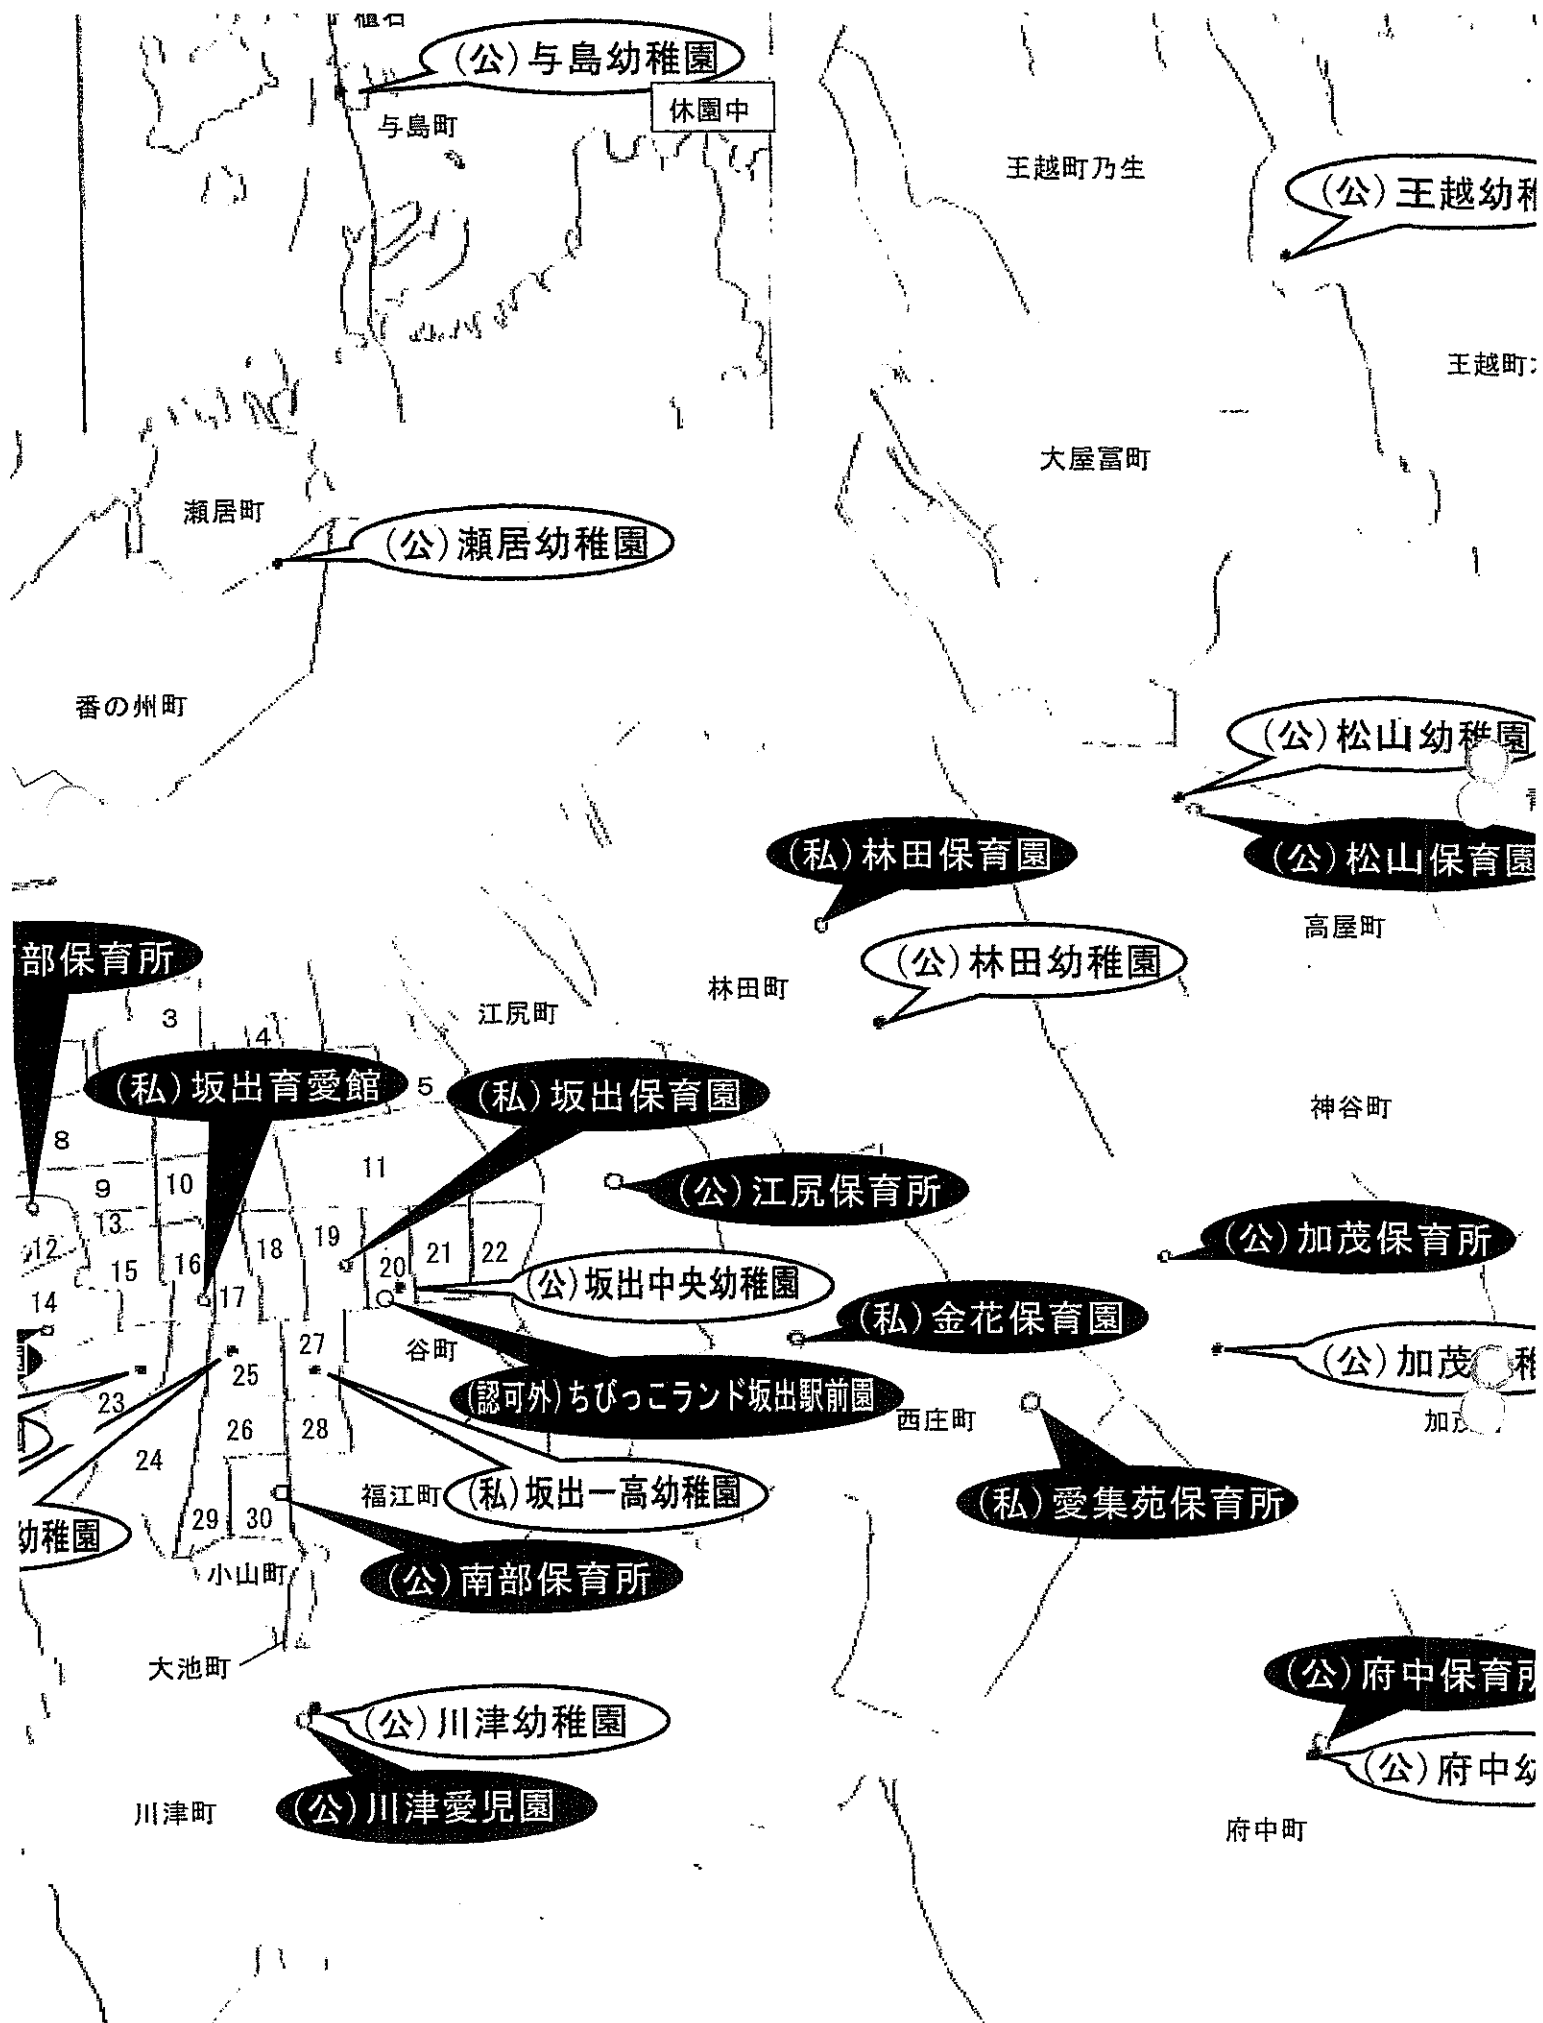 櫃石
(公)与島幼稚園
休園中
与島町
王越町乃生
(公)王越幼稚
王越町
大屋冨町
瀬居町
(公)瀬居幼稚園
番の州町
(公)松山幼稚園
(公)松山保育園
(私)林田保育園
高屋町
部保育所
(公)林田幼稚園
林田町
江尻町
3
4
(私)坂出育愛館
5
(私)坂出保育園
神谷町
8
11
9
10
(公)江尻保育所
13
12
15
16
18
19
20
21
22
(公)加茂保育所
(公)坂出中央幼稚園
14
17
(私)金花保育園
27
谷町
(公)加茂 稚
25
23
(認可外)ちびっこランド坂出駅前園
西庄町
加茂
26
28
24
福江町
(私)坂出一高幼稚園
(私)愛集苑保育所
29
30
幼稚園
小山町
(公)南部保育所
大池町
(公)府中保育所
(公)川津幼稚園
(公)府中幼
(公)川津愛児園
川津町
府中町